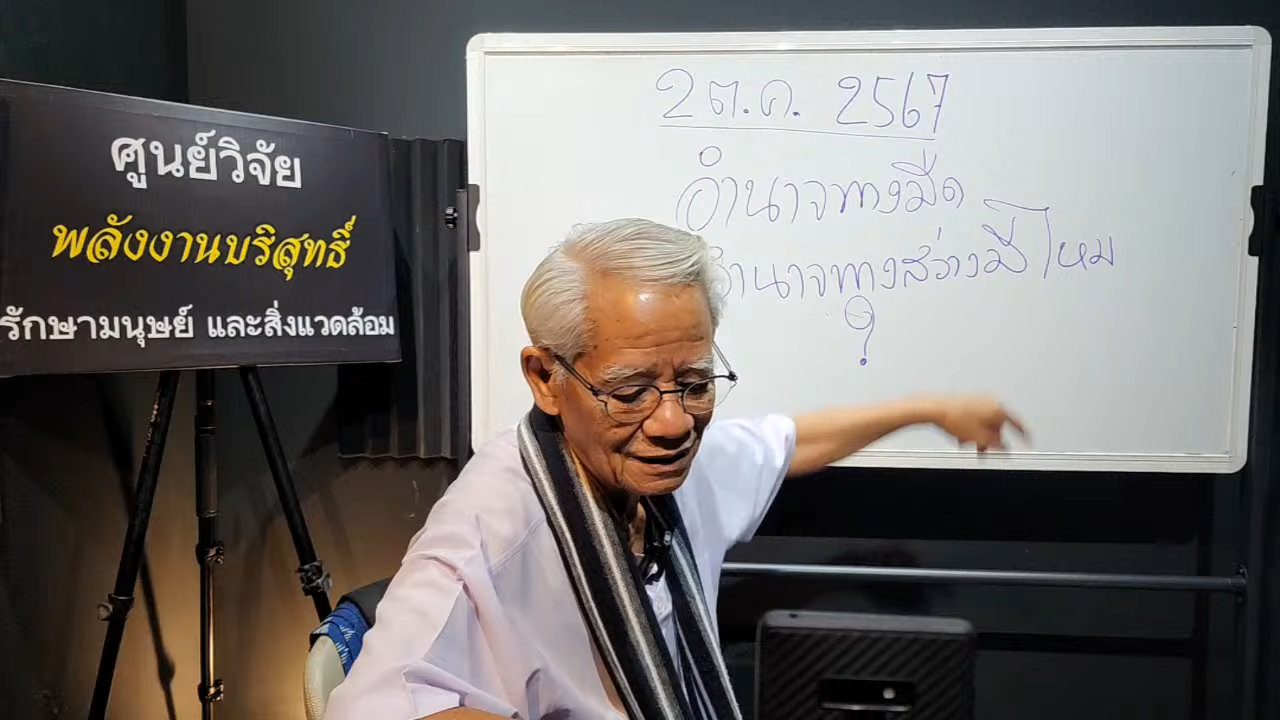 ศูนย์วิจัย
พลังงานบริสุทธิ์
รักษามนุษย์ และสิ่งแวดล้อม
2 ต.ค. 2567
อำนาจทางมืด
อำนาจทางสว่างมีไหม
?